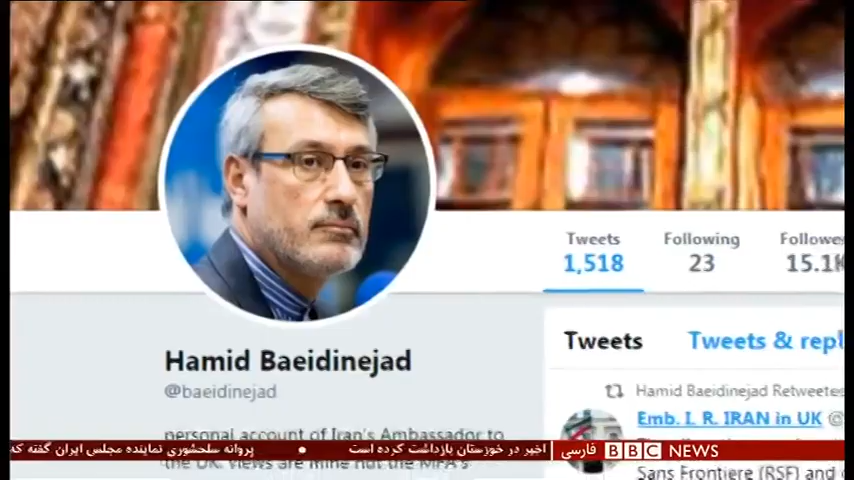 Tweets
Following
Followe
1,518
23
15.1K
Tweets
Tweets & repl
Hamid Baeidinejad
@baeidinejad
Hamid Baeidinejad Retweete
Emb. I. R. IRAN in UK @
personal account of Iran's Ambassador to
the UK. Views are mine not the MFA's
Sans Frontiere (RSF) and
اخیر در خوزستان بازداشت کرده است • پروانه سلحشوری نماینده مجلس ایران گفته که
فارسی BBC NEWS